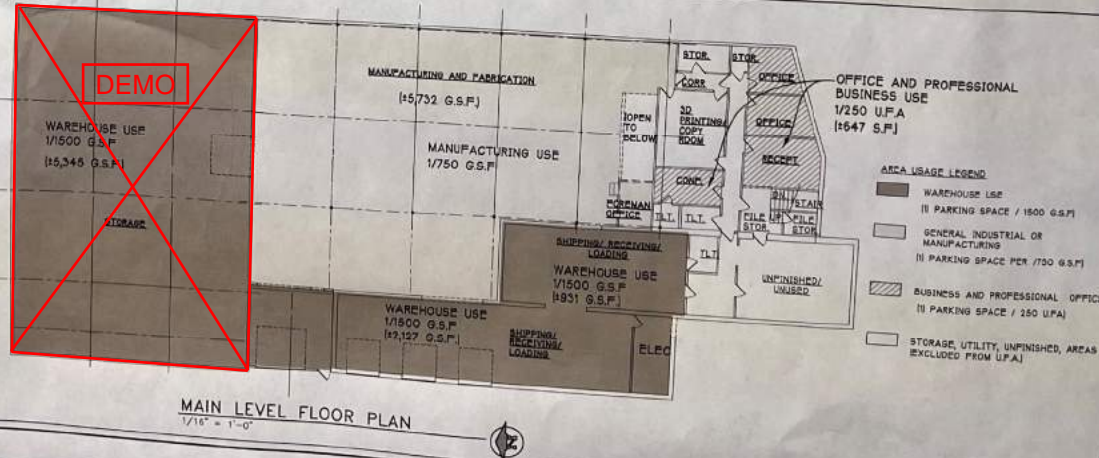 DEMO
WAREHOUSE USE
1/1500 G.S.F
(±5,345 G.S.F.)
STORAGE
MANUFACTURING AND FABRICATION
(±5,732 G.S.F.)
MANUFACTURING USE
1/750 G.S.F
OPEN
TO
BELOW
FOREMAN
OFFICE
STOR.
CORR.
3D
PRINTING/
COPY
ROOM
CONF.
TLT.
TLT.
TLT.
STOR.
OFFICE
OFFICE
RECEPT
DN
UP
STAIR
FILE
STOR.
FILE
STOR.
OFFICE AND PROFESSIONAL
BUSINESS USE
1/250 U.F.A
(±647 S.F.)
SHIPPING/ RECEIVING/
LOADING
WAREHOUSE USE
1/1500 G.S.F
(±931 G.S.F.)
UNFINISHED/
UNUSED
WAREHOUSE USE
1/1500 G.S.F
(±2,127 G.S.F.)
SHIPPING/
RECEIVING/
LOADING
ELEC
AREA USAGE LEGEND
WAREHOUSE USE
(1 PARKING SPACE / 1500 G.S.F)
GENERAL INDUSTRIAL OR
MANUFACTURING
(1 PARKING SPACE PER /750 G.S.F)
BUSINESS AND PROFESSIONAL OFFICE
(1 PARKING SPACE / 250 U.F.A)
STORAGE, UTILITY, UNFINISHED, AREAS
(EXCLUDED FROM U.F.A.)
MAIN LEVEL FLOOR PLAN
1/16" = 1'-0"